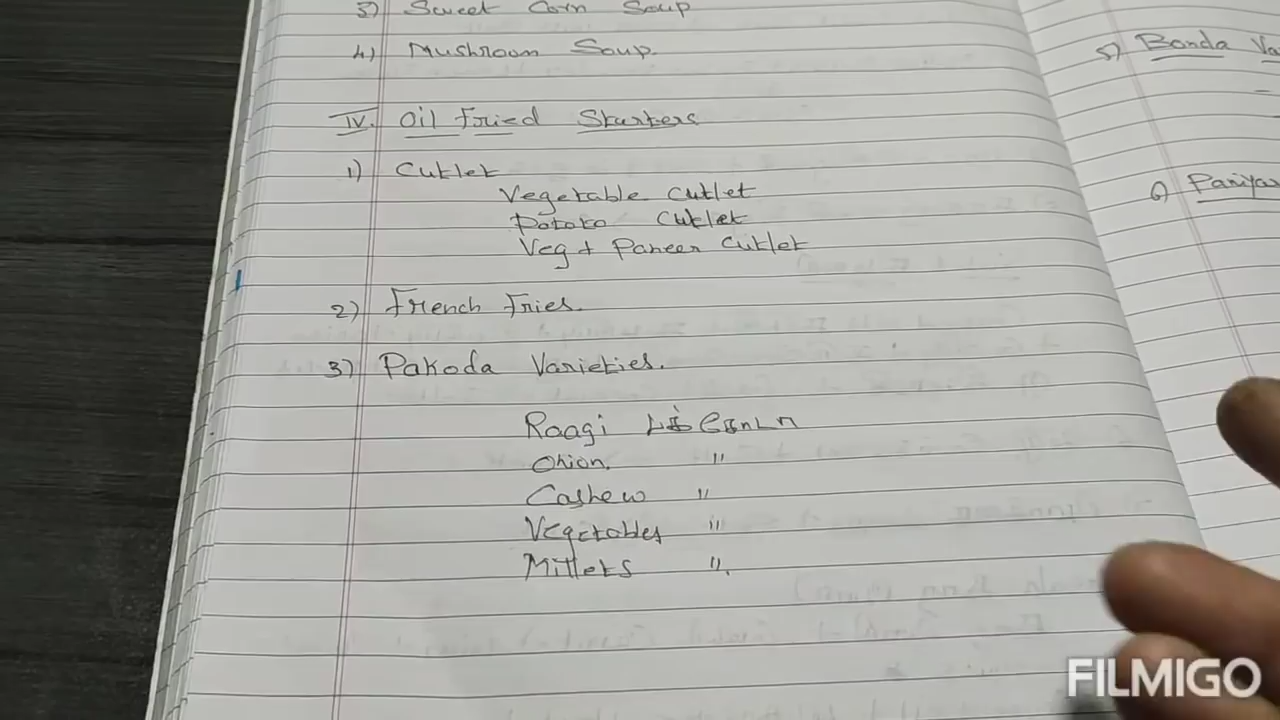 3) Sweet Corn Soup
4) Mushroom Soup.
IV. Oil Fried Starters
1) Cutlet
Vegetable Cutlet
Potato Cutlet
Veg + Paneer Cutlet
2) French Fries.
3) Pakoda Varieties.
Raagi பக்கோடா
Onion. "
Cashew "
Vegetables "
Millets ".
5) Bonda Va
6) Paniya
FILMIGO